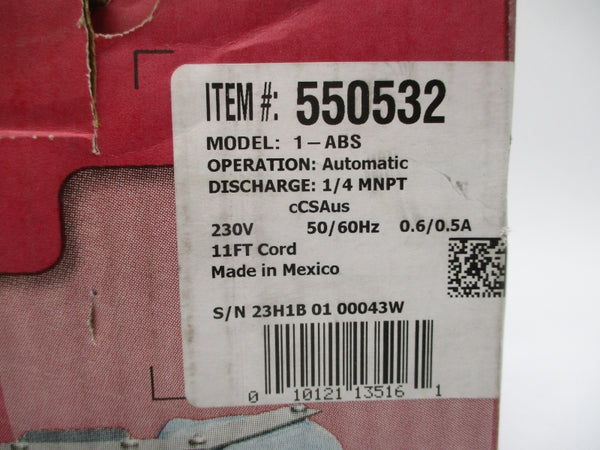 ITEM #: 550532
MODEL: 1-ABS
OPERATION: Automatic
DISCHARGE: 1/4 MNPT
cCSAus
230V 50/60Hz 0.6/0.5A
11FT Cord
Made in Mexico
S/N 23H1B 01 00043W
0 10121 13516 1